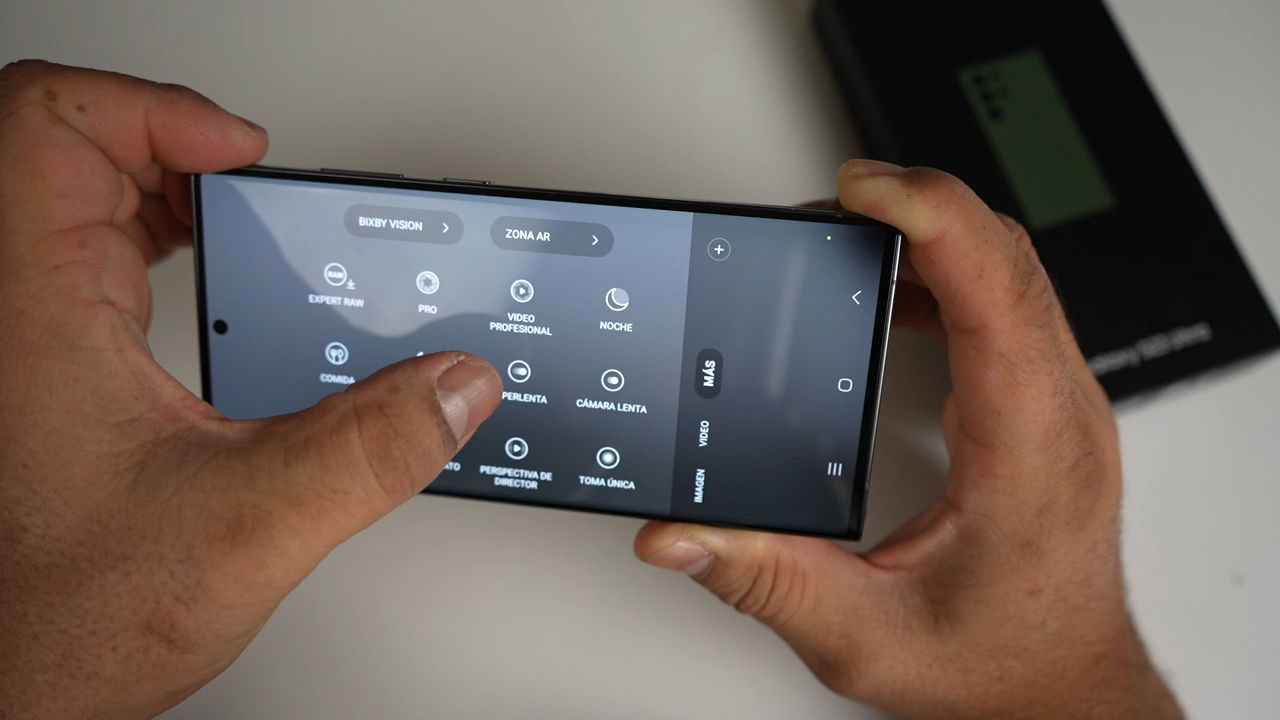 BIXBY VISION
ZONA AR
EXPERT RAW
PRO
VIDEO
PROFESIONAL
NOCHE
COMIDA
PERLENTA
CÁMARA LENTA
ATO
PERSPECTIVA DE
DIRECTOR
TOMA ÚNICA
MÁS
VIDEO
IMAGEN